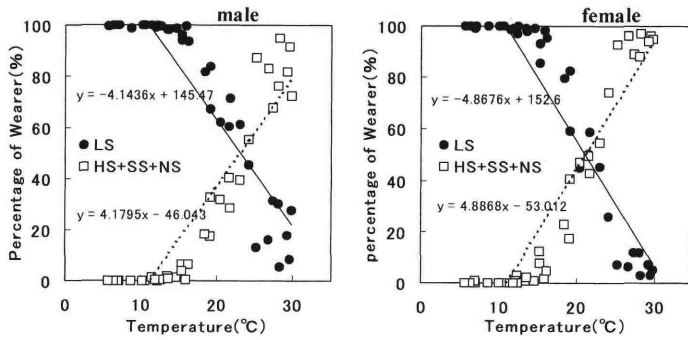 male
Percentage of Wearer(%)
100
80
60
40
20
0
y = -4.1436x + 145.47
● LS
□ HS+SS+NS
4.1795x - 46.043
0 10 20 30
Temperature(°C)
female
percentage of Wearer(%)
100
80
60
40
20
0
y = -4.8676x + 152.6
● LS
□ HS+SS+NS
4.8868x - 53.012
0 10 20 30
Temperature(°C)